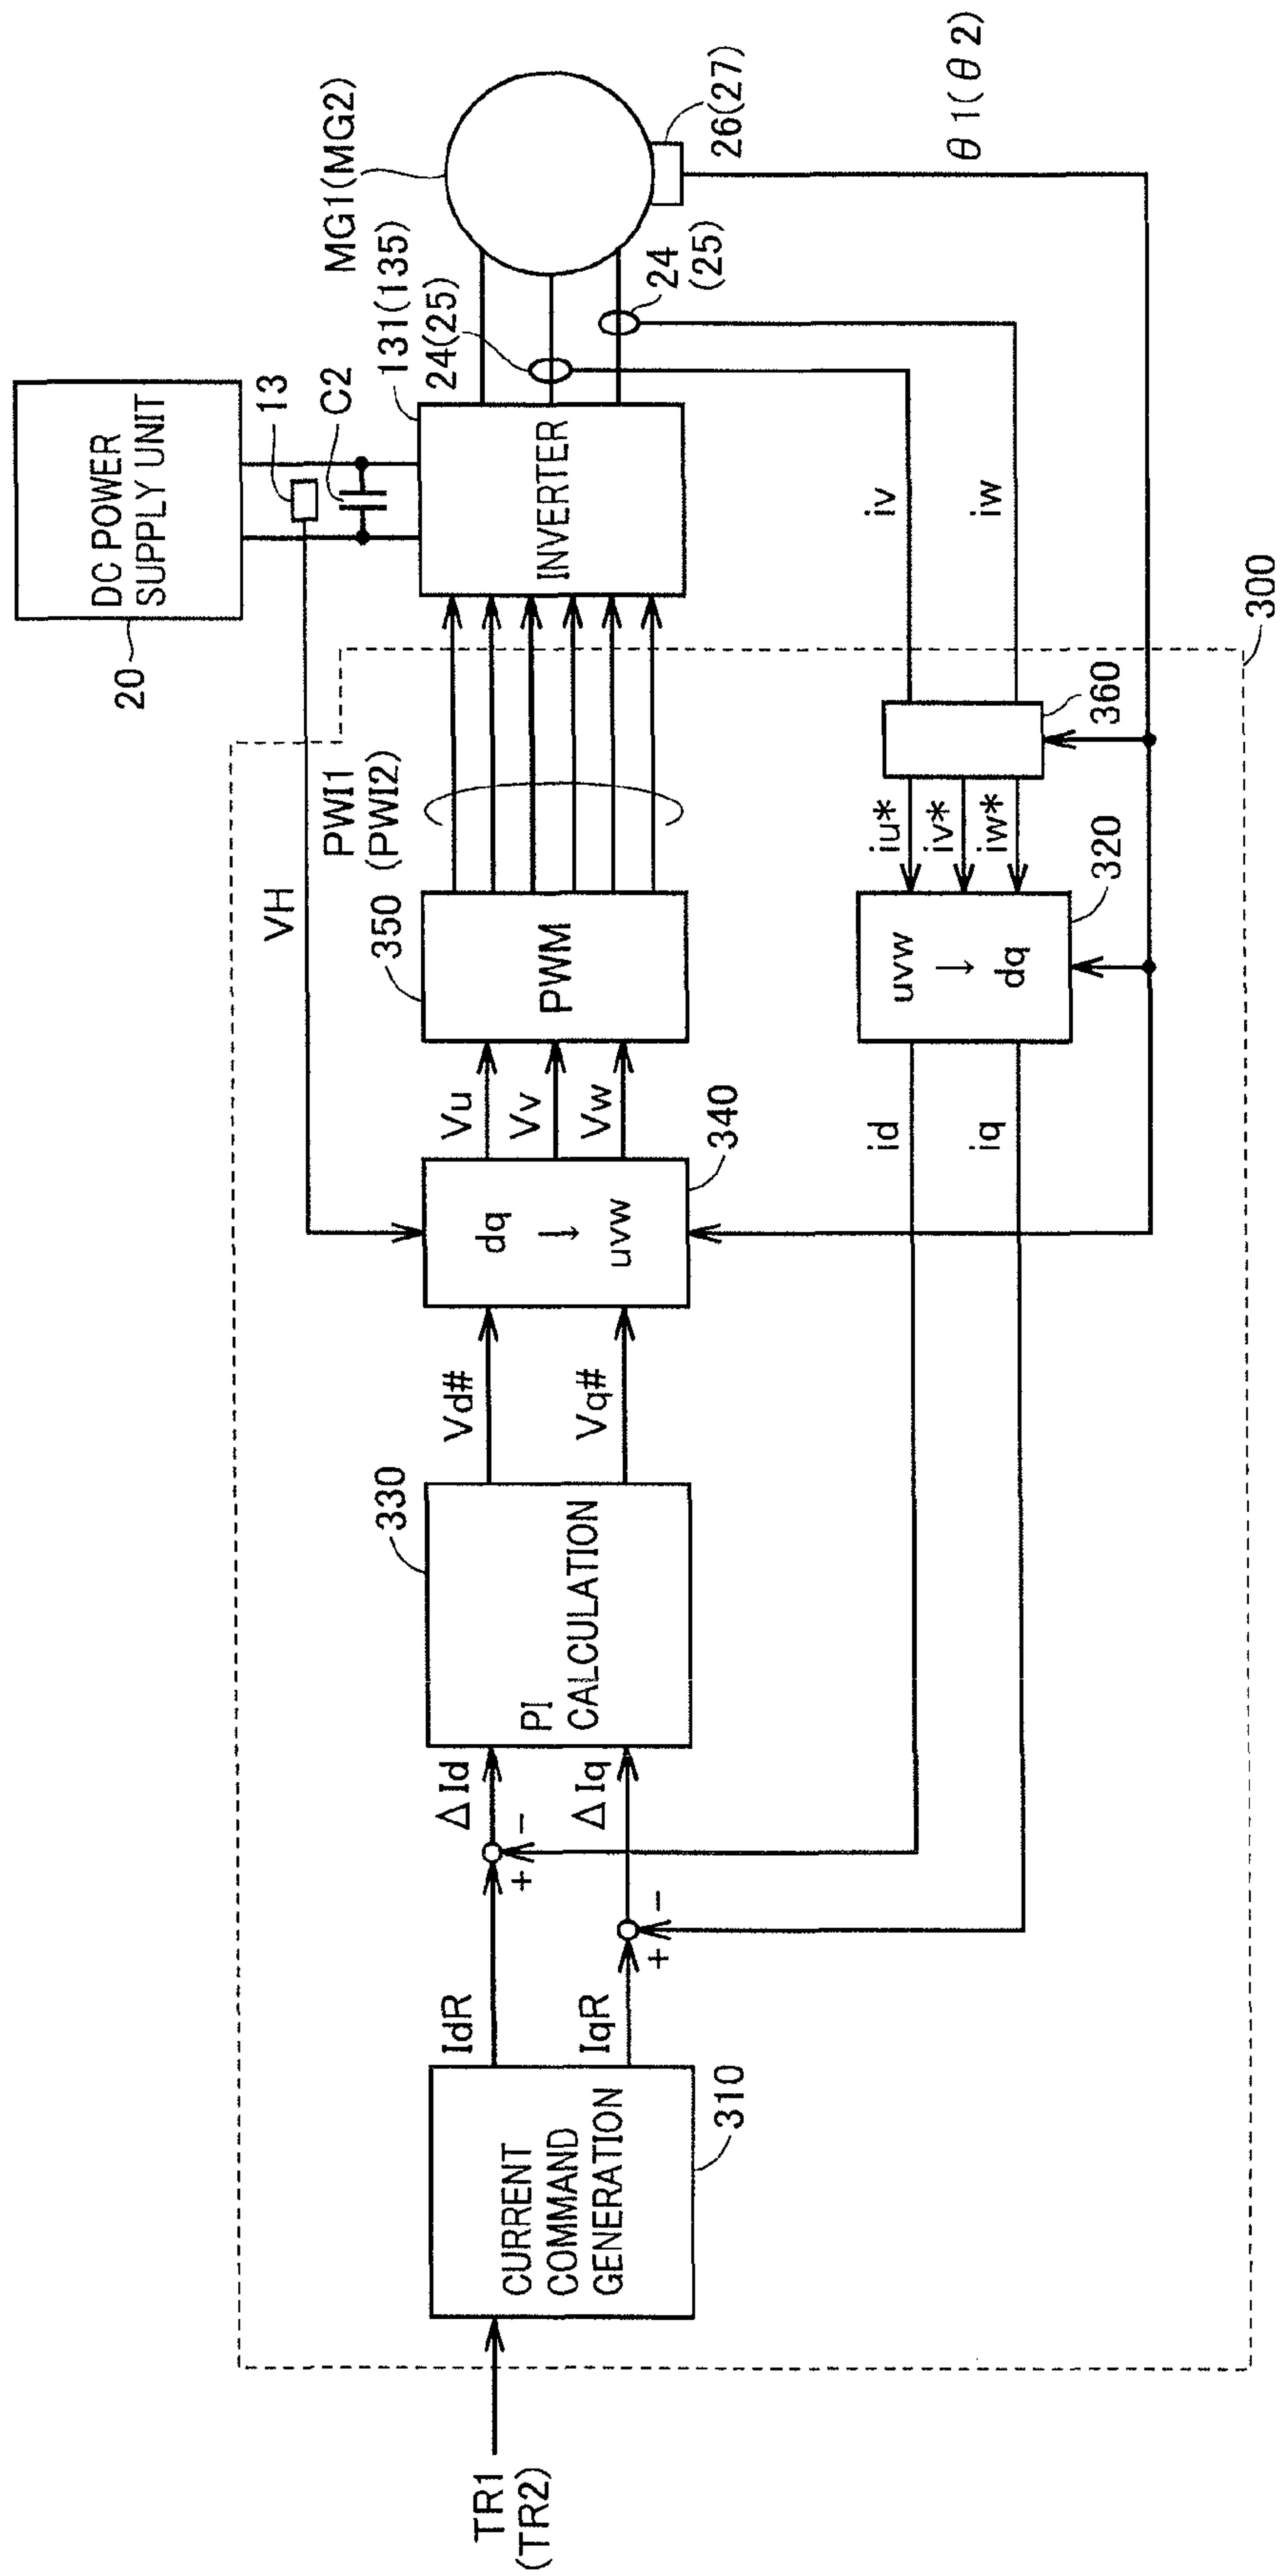 DC POWER
SUPPLY UNIT
20
13
C2
VH
MG1(MG2)
131(135)
24(25)
INVERTER
24
(25)
26(27)
θ1(θ2)
PWI1
(PWI2)
350
PWM
Vu
Vv
Vw
340
dq
↓
uvw
Vd#
Vq#
330
PI
CALCULATION
ΔId
ΔIq
+
−
+
−
IdR
IqR
CURRENT
COMMAND
GENERATION
310
TR1
(TR2)
iv
iw
360
iu*
iv*
iw*
320
uvw
↓
dq
id
iq
300